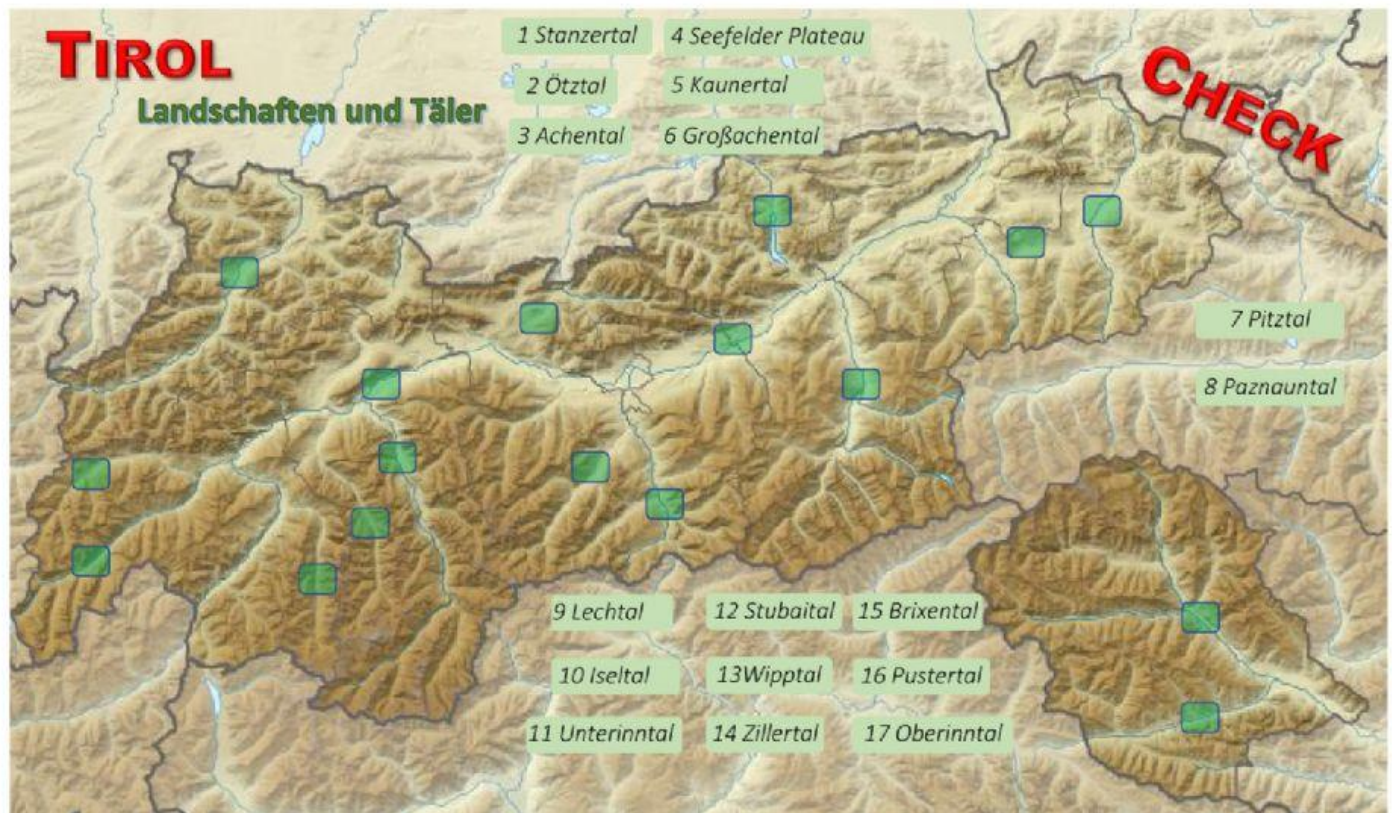 TIROL
Landschaften und Täler
CHECK
1 Stanzertal
4 Seefelder Plateau
2 Ötztal
5 Kaunertal
3 Achental
6 Großachental
7 Pitztal
8 Paznauntal
9 Lechtal
12 Stubaital
15 Brixental
10 Iseltal
13Wipptal
16 Pustertal
11 Unterinntal
14 Zillertal
17 Oberinntal